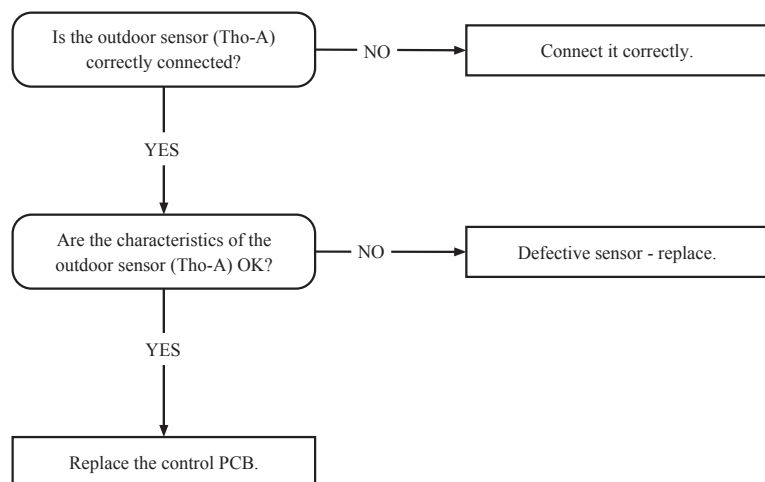 Is the outdoor sensor (Tho-A)
correctly connected?
NO
Connect it correctly.
YES
Are the characteristics of the
outdoor sensor (Tho-A) OK?
NO
Defective sensor - replace.
YES
Replace the control PCB.